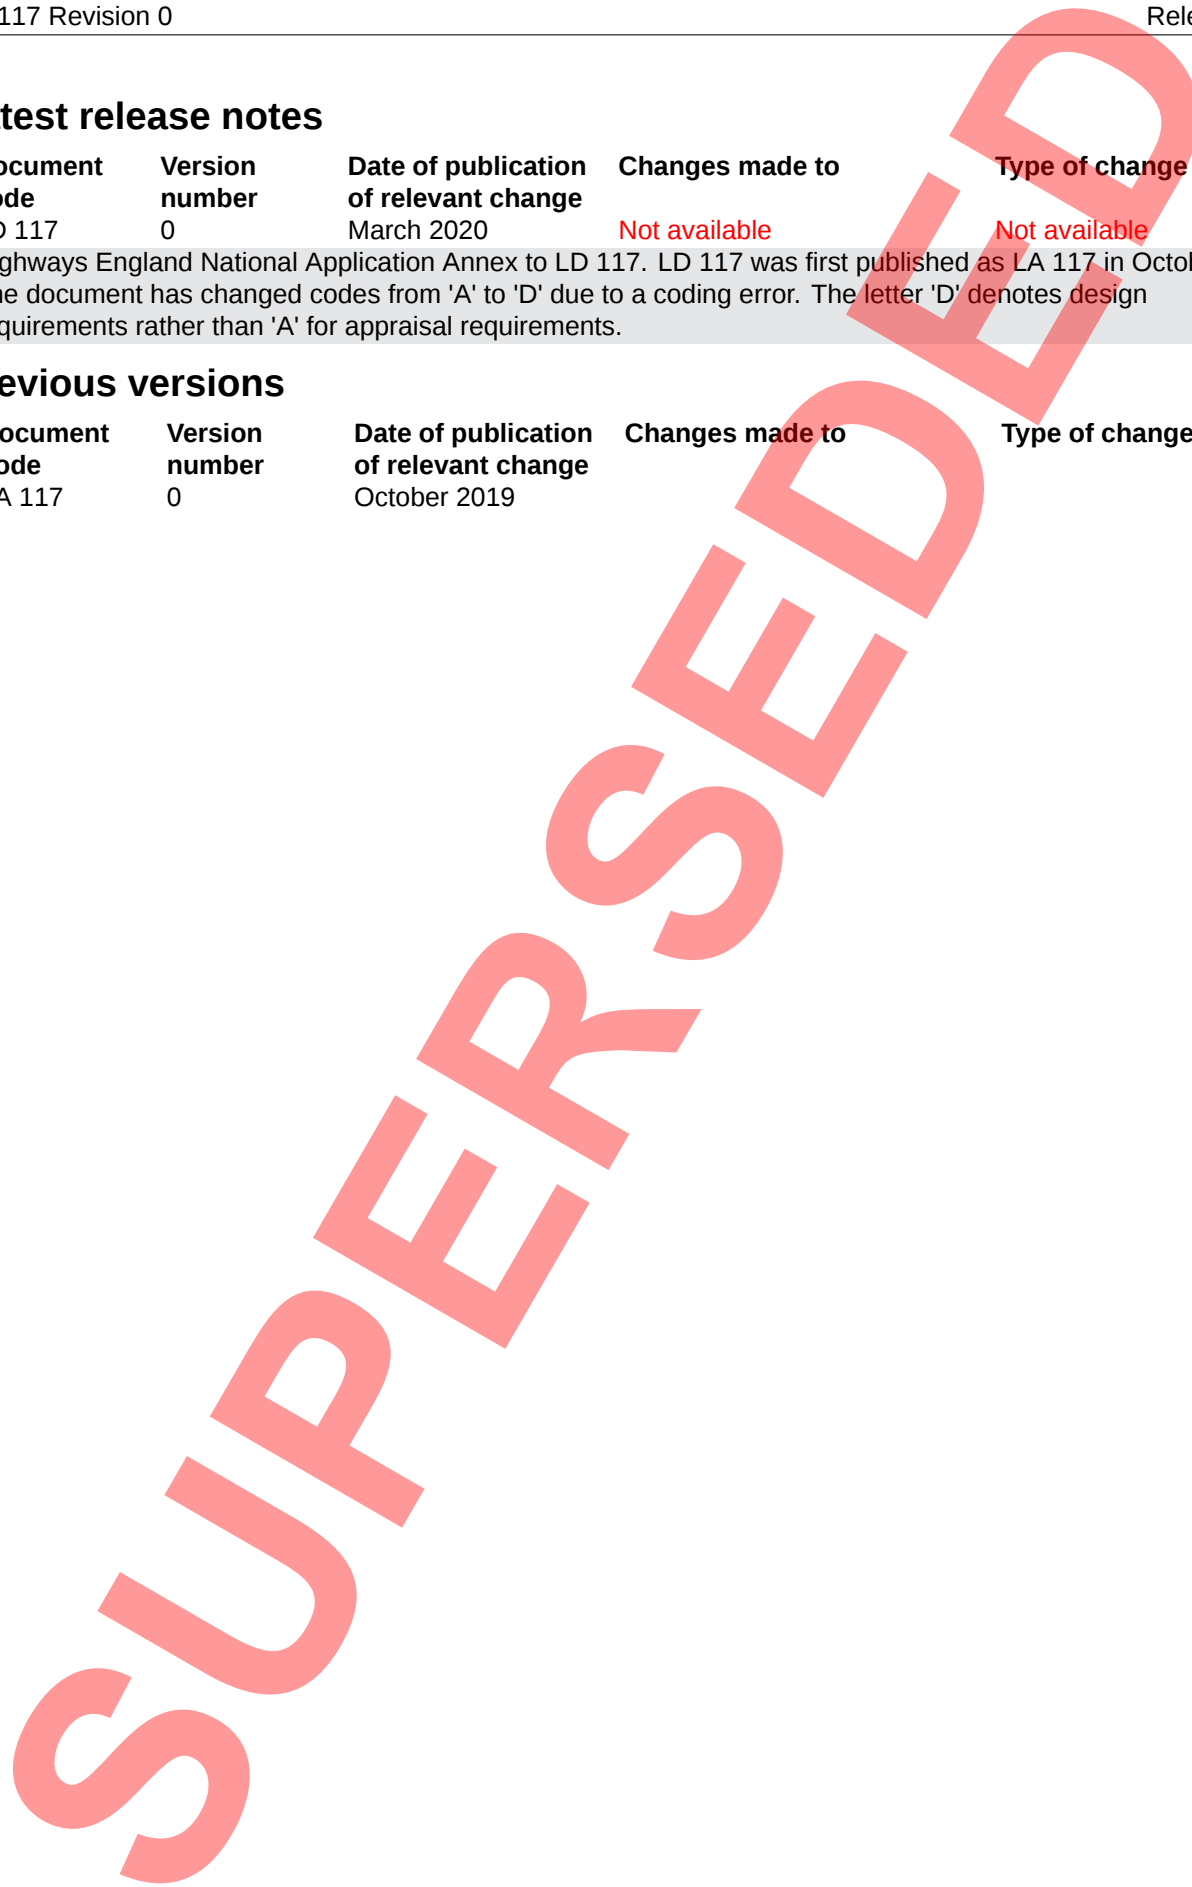 117 Revision 0 Rele
test release notes
ocument Version Date of publication Changes made to Type of change
ode number of relevant change
D 117 0 March 2020 Not available Not available
ghways England National Application Annex to LD 117. LD 117 was first published as LA 117 in Octob
ne document has changed codes from 'A' to 'D' due to a coding error. The letter 'D' denotes design
quirements rather than 'A' for appraisal requirements.
evious versions
ocument Version Date of publication Changes made to Type of change
ode number of relevant change
A 117 0 October 2019
SUPERSEDED